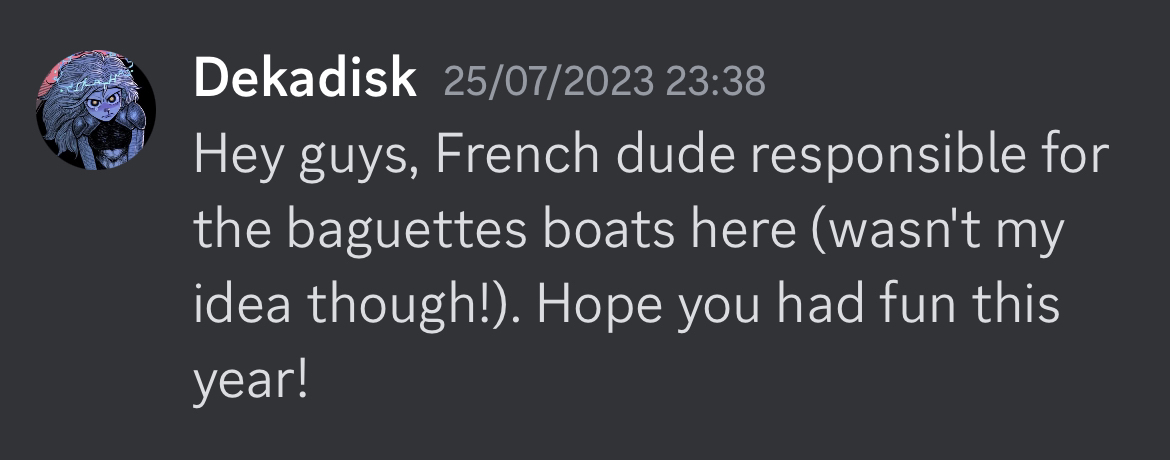 Dekadisk 25/07/2023 23:38
Hey guys, French dude responsible for
the baguettes boats here (wasn't my
idea though!). Hope you had fun this
year!